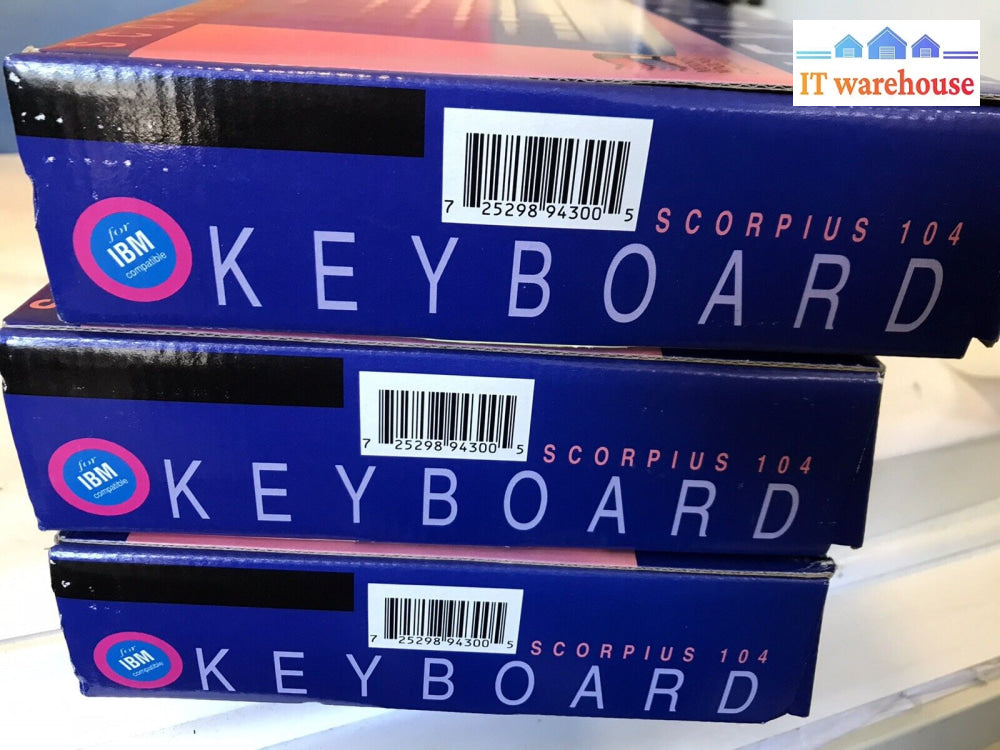 IT warehouse
7 25298 94300 5
SCORPIUS 104
for
IBM
compatible
KEYBOARD
7 25298 94300 5
SCORPIUS 104
for
IBM
compatible
KEYBOARD
7 25298 94300 5
SCORPIUS 104
for
IBM
compatible
KEYBOARD